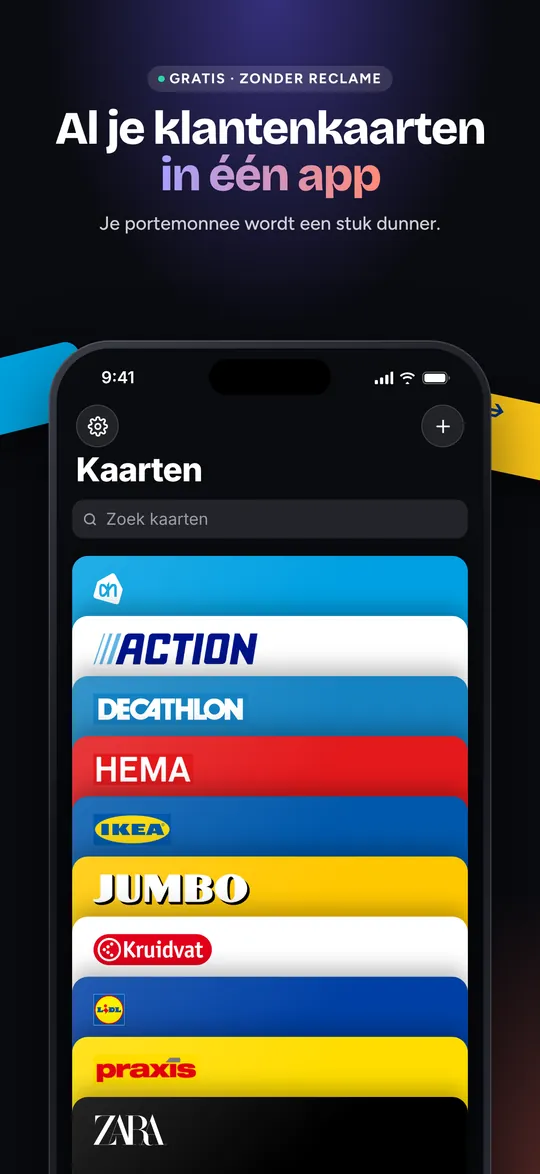 GRATIS · ZONDER RECLAME
Al je klantenkaarten
in één app
Je portemonnee wordt een stuk dunner.
9:41
Kaarten
Zoek kaarten
ah
ACTION
DECATHLON
HEMA
IKEA
JUMBO
Kruidvat
LIDL
praxis
ZARA